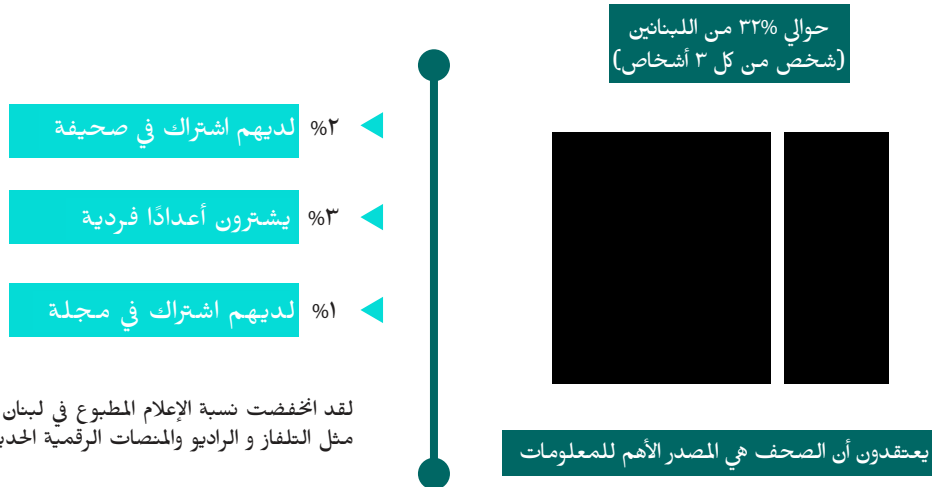 حوالي ٣٢% من اللبنانين
(شخص من كل ٣ أشخاص)
يعتقدون أن الصحف هي المصدر الأهم للمعلومات
٢% لديهم اشتراك في صحيفة
٣% يشترون أعدادًا فردية
١% لديهم اشتراك في مجلة
لقد انخفضت نسبة الإعلام المطبوع في لبنان
مثل التلفاز و الراديو والمنصات الرقمية